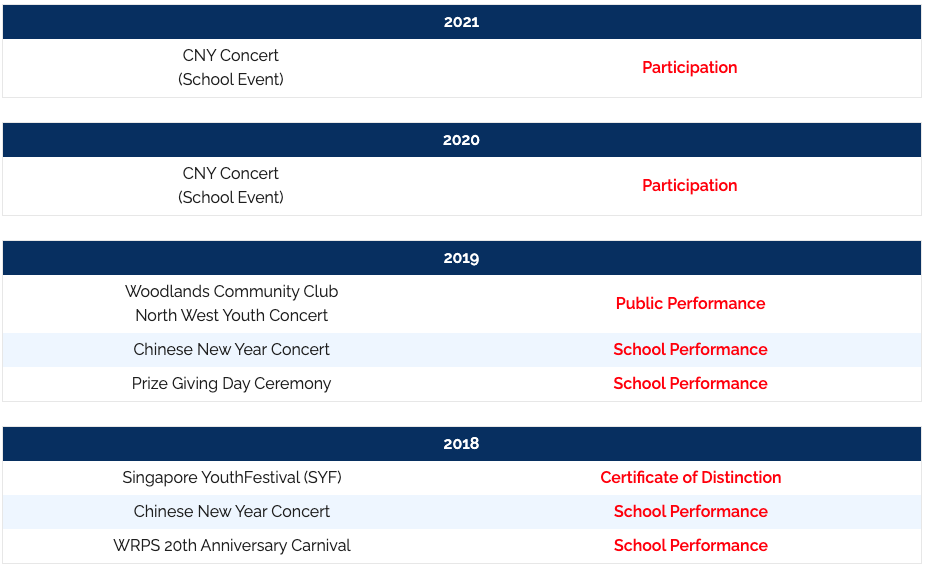 2021
CNY Concert
(School Event)
Participation
2020
CNY Concert
(School Event)
Participation
2019
Woodlands Community Club
North West Youth Concert
Public Performance
Chinese New Year Concert
School Performance
Prize Giving Day Ceremony
School Performance
2018
Singapore YouthFestival (SYF)
Certificate of Distinction
Chinese New Year Concert
School Performance
WRPS 20th Anniversary Carnival
School Performance